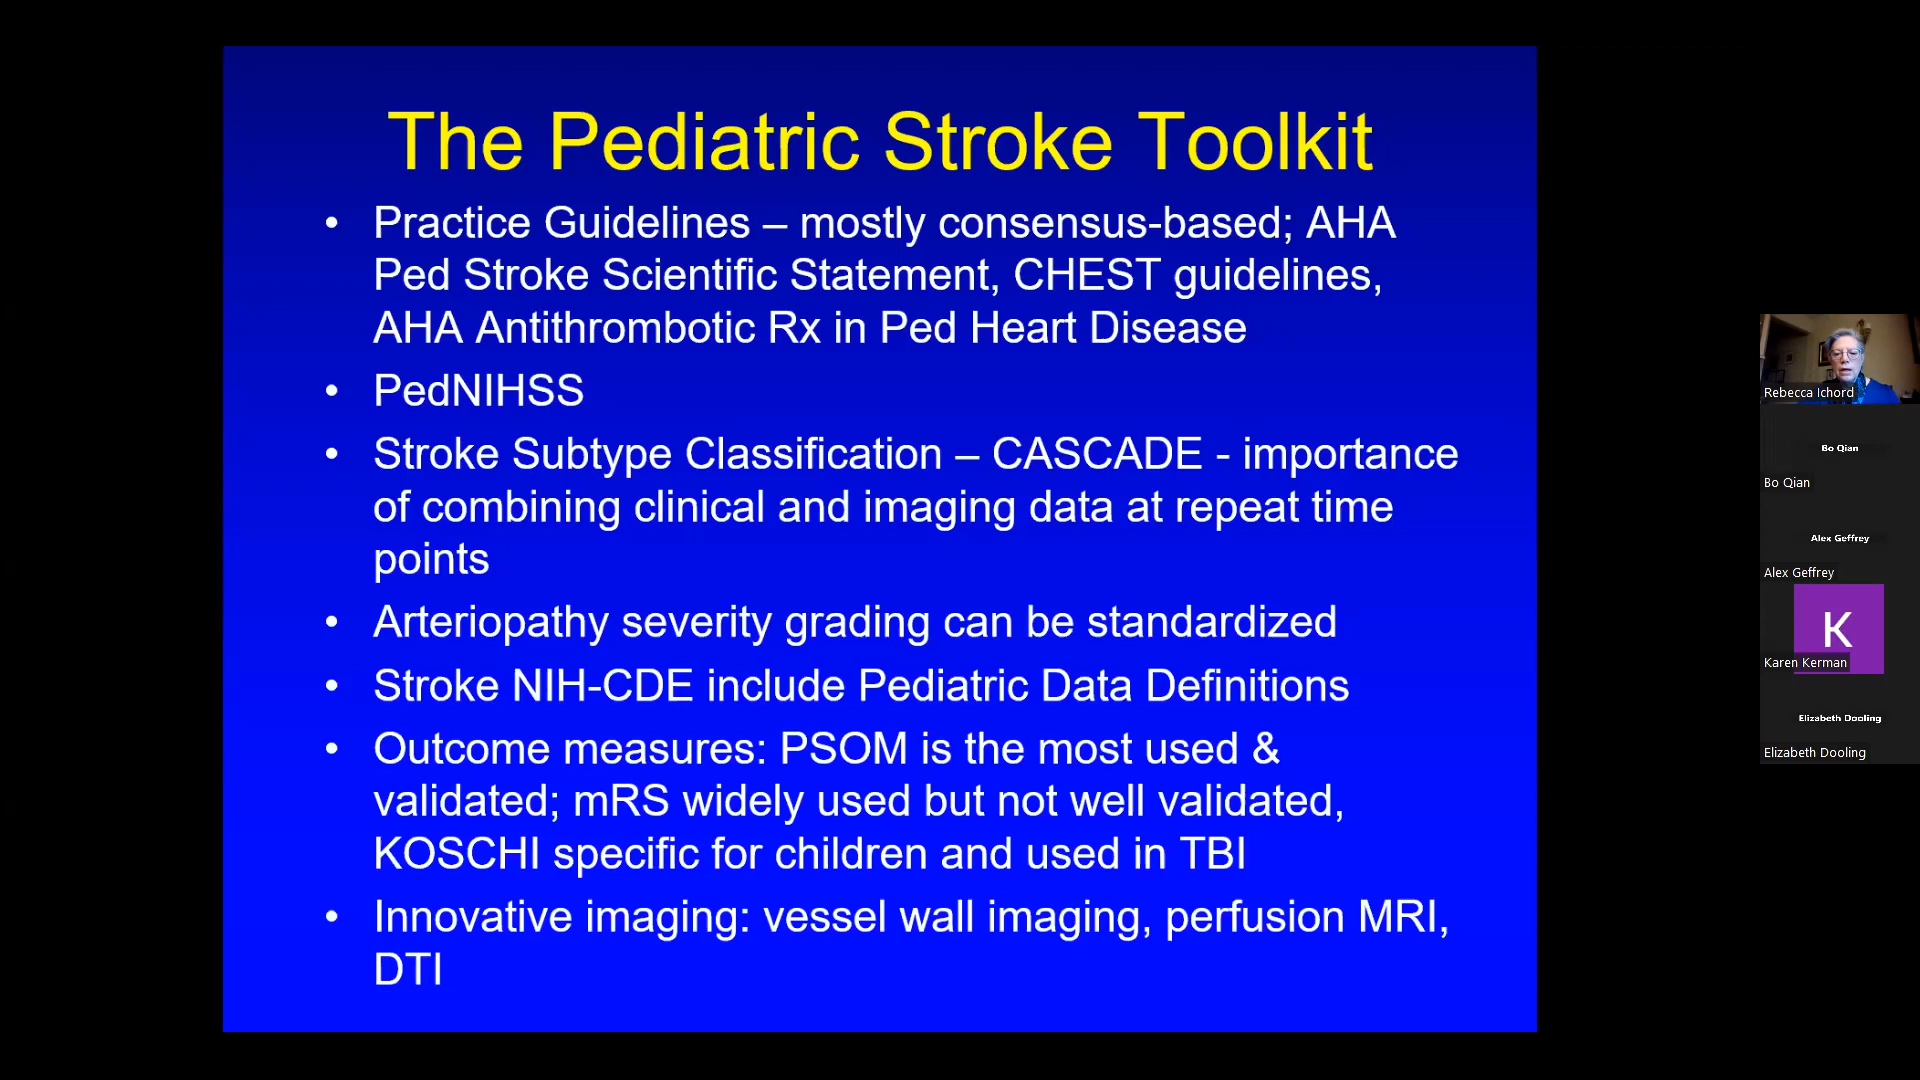 The Pediatric Stroke Toolkit
• Practice Guidelines – mostly consensus-based; AHA
Ped Stroke Scientific Statement, CHEST guidelines,
AHA Antithrombotic Rx in Ped Heart Disease
• PedNIHSS
• Stroke Subtype Classification – CASCADE - importance
of combining clinical and imaging data at repeat time
points
• Arteriopathy severity grading can be standardized
• Stroke NIH-CDE include Pediatric Data Definitions
• Outcome measures: PSOM is the most used &
validated; mRS widely used but not well validated,
KOSCHI specific for children and used in TBI
• Innovative imaging: vessel wall imaging, perfusion MRI,
DTI
Rebecca Ichord
Bo Qian
Bo Qian
Alex Geffrey
Alex Geffrey
K
Karen Kerman
Elizabeth Dooling
Elizabeth Dooling